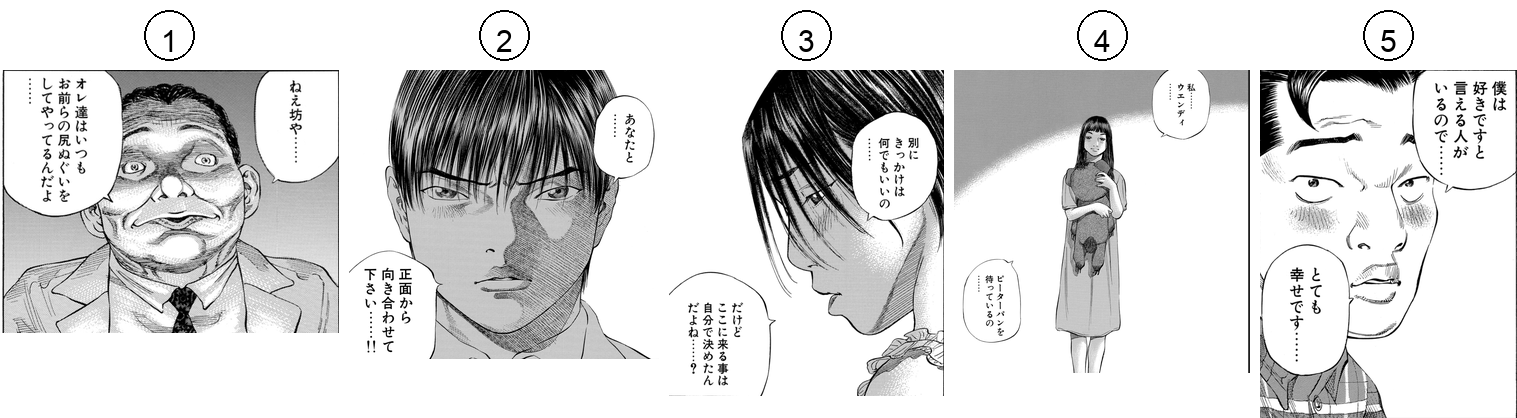 1
ねえ坊や……
オレ達はいつも
お前らの尻ぬぐいを
してやってるんだよ
……
2
あなたと
……
正面から
向き合わせて
下さい……!!
3
別に
きっかけは
何でもいいの
……
だけど
ここに来る事は
自分で決めたん
だよね……?
4
私……
ウエンディ
……
ピーターパンを
待っているの
……
5
僕は
好きですと
言える人が
いるので……
とても
幸せです……